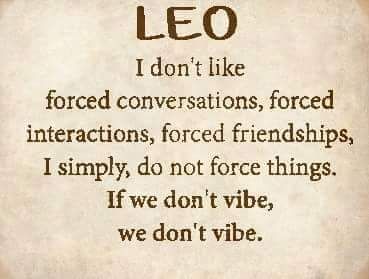 LEO
I don't like
forced conversations, forced
interactions, forced friendships,
I simply, do not force things.
If we don't vibe,
we don't vibe.